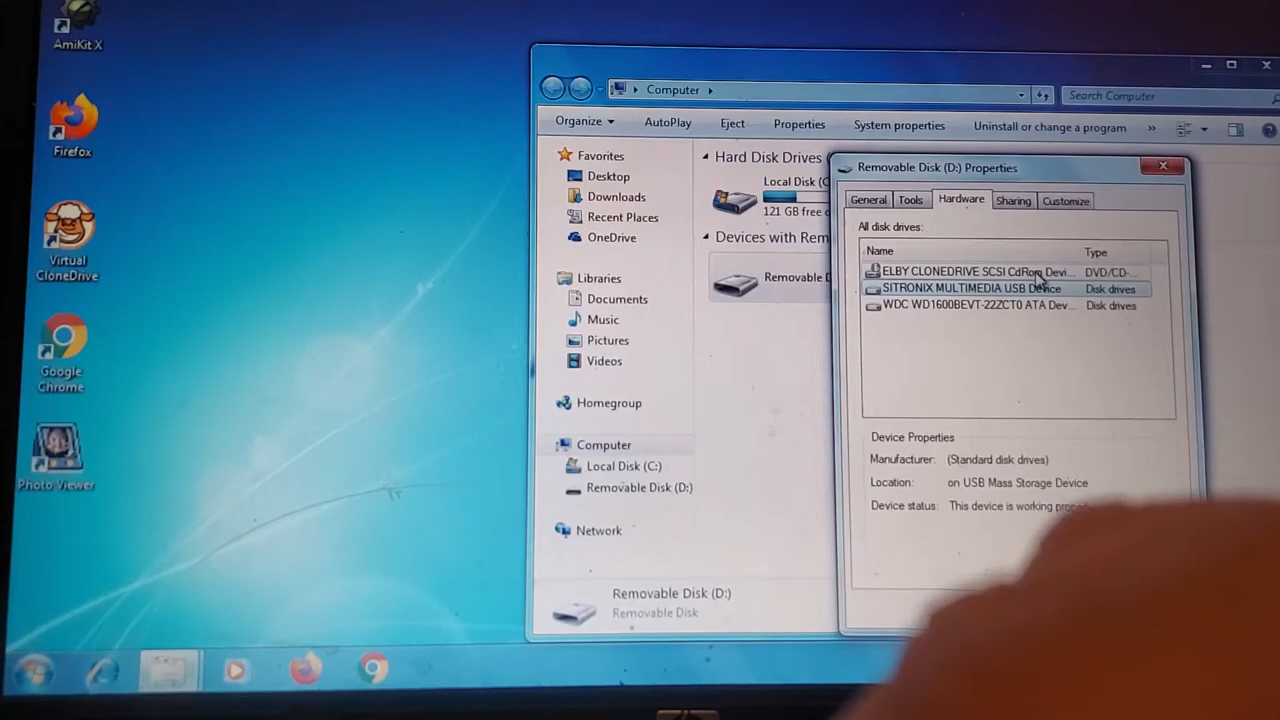 AmiKit X
Firefox
Virtual
CloneDrive
Google
Chrome
Photo Viewer
Computer
Search Computer
Organize
AutoPlay
Eject
Properties
System properties
Uninstall or change a program
»
Favorites
Desktop
Downloads
Recent Places
OneDrive
Libraries
Documents
Music
Pictures
Videos
Homegroup
Computer
Local Disk (C:)
Removable Disk (D:)
Network
Hard Disk Drives
Local Disk (C
121 GB free
Devices with Rem
Removable D
Removable Disk (D:)
Removable Disk
Removable Disk (D:) Properties
General
Tools
Hardware
Sharing
Customize
All disk drives:
Name Type
ELBY CLONEDRIVE SCSI CdRom Devi... DVD/CD-...
SITRONIX MULTIMEDIA USB Device Disk drives
WDC WD1600BEVT-22ZCT0 ATA Dev... Disk drives
Device Properties
Manufacturer: (Standard disk drives)
Location: on USB Mass Storage Device
Device status: This device is working